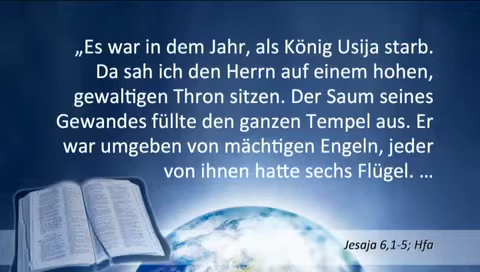 „Es war in dem Jahr, als König Usija starb.
Da sah ich den Herrn auf einem hohen,
gewaltigen Thron sitzen. Der Saum seines
Gewandes füllte den ganzen Tempel aus. Er
war umgeben von mächtigen Engeln, jeder
von ihnen hatte sechs Flügel. …
Jesaja 6,1-5; Hfa